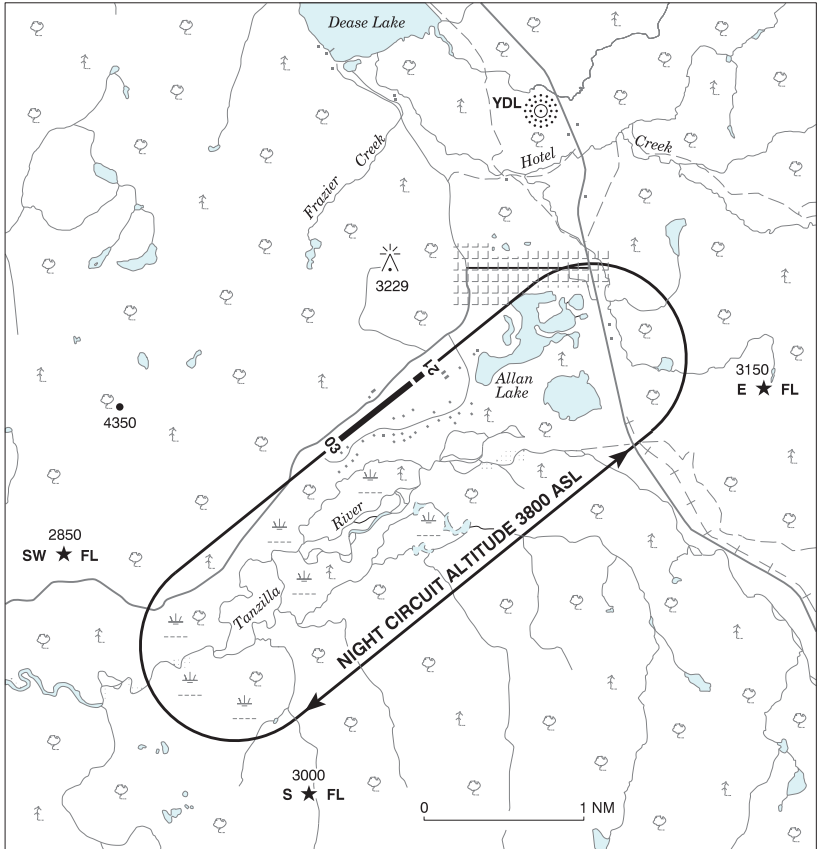 Dease Lake
YDL
Hotel
Creek
Frazier Creek
3229
21
Allan
Lake
3150
E ★ FL
4350
03
River
2850
SW ★ FL
NIGHT CIRCUIT ALTITUDE 3800 ASL
Tanzilla
3000
S ★ FL
0
1 NM